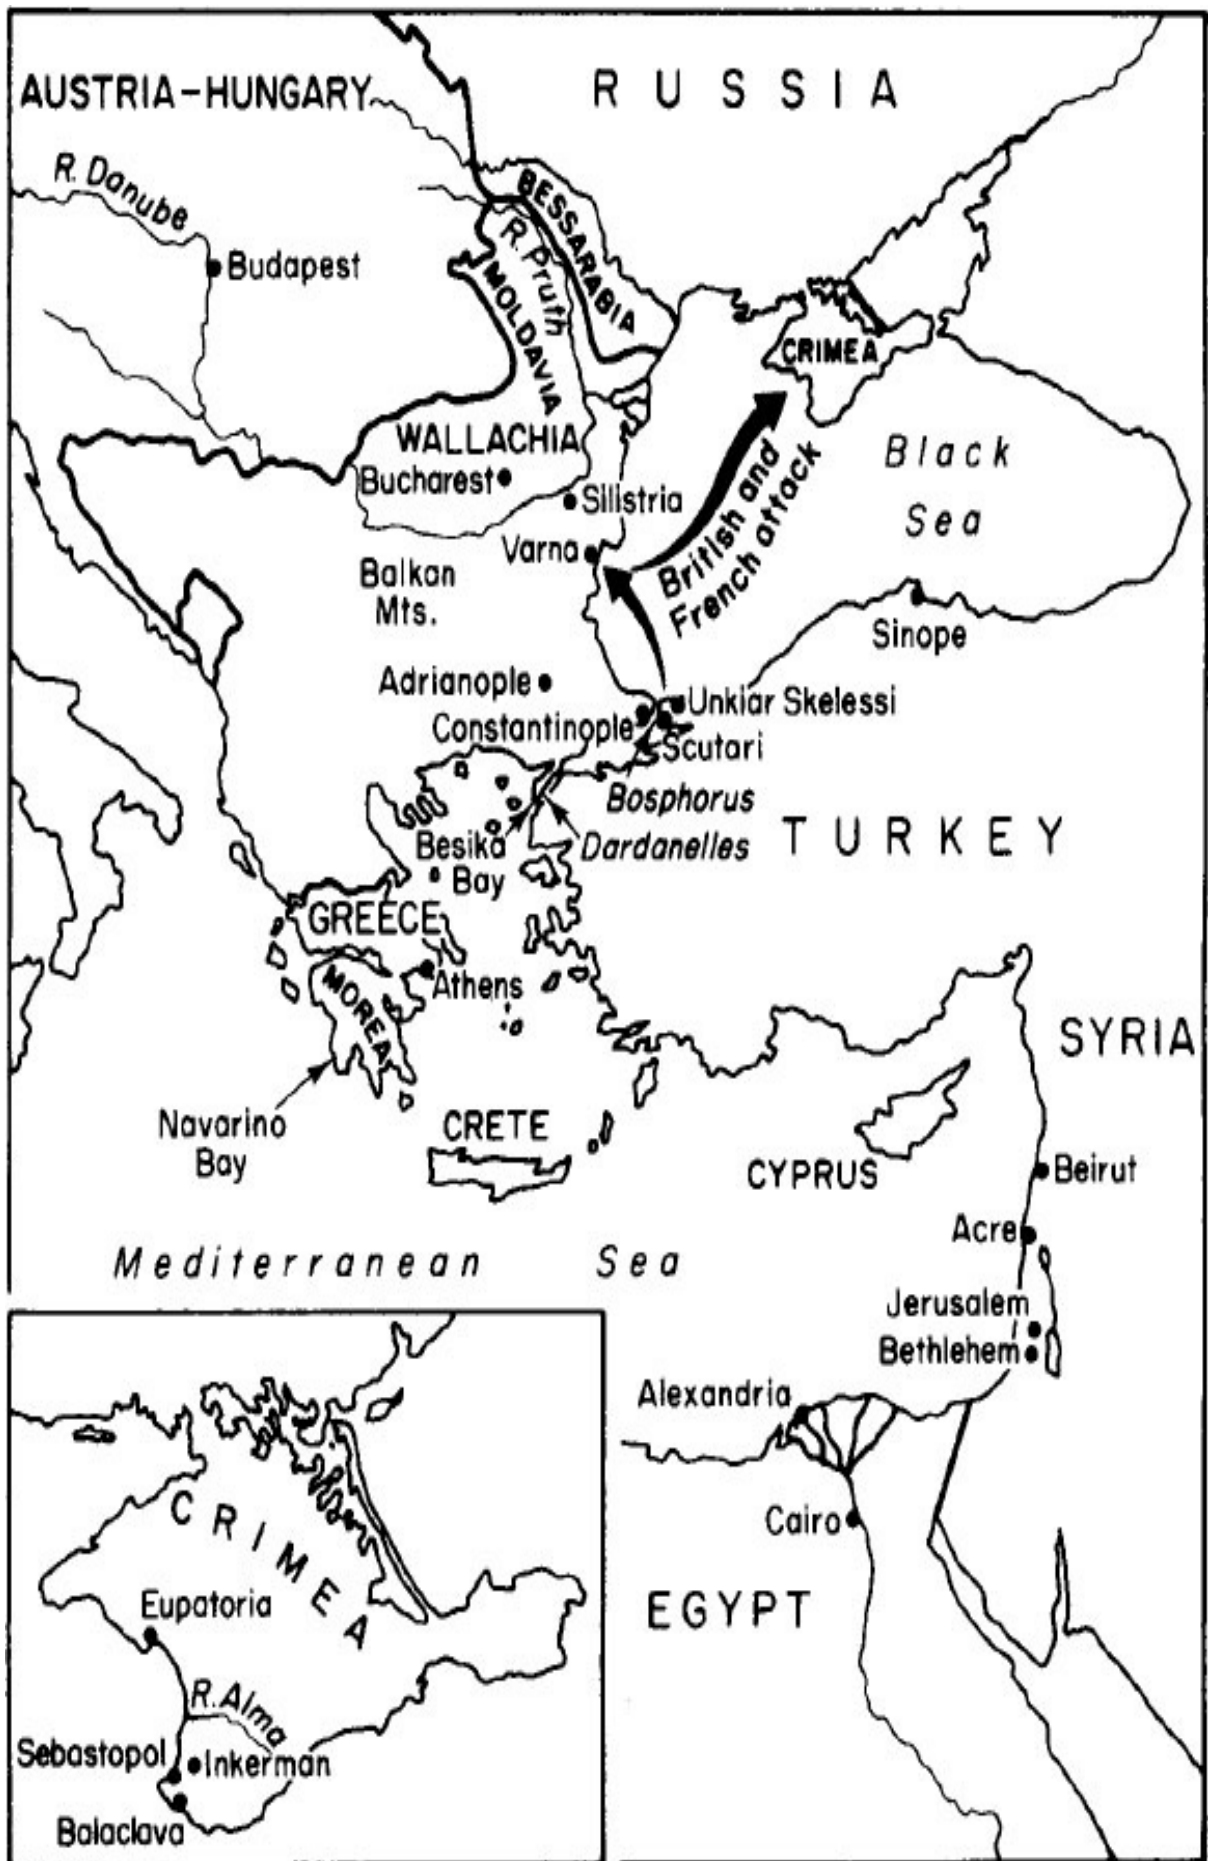 AUSTRIA-HUNGARY
RUSSIA
R. Danube
Budapest
BESSARABIA
R. Pruth
MOLDAVIA
CRIMEA
WALLACHIA
Bucharest
Silistria
Varna
Balkan
Mts.
British and
French attack
Black
Sea
Sinope
Adrianople
Constantinople
Unkiar Skelessi
Scutari
Bosphorus
Dardanelles
Besika
Bay
TURKEY
GREECE
Athens
MOREA
Navarino
Bay
CRETE
CYPRUS
SYRIA
Beirut
Acre
Mediterranean Sea
Jerusalem
Bethlehem
Alexandria
Cairo
EGYPT
CRIMEA
Eupatoria
R. Alma
Sebastopol
Inkerman
Balaclava